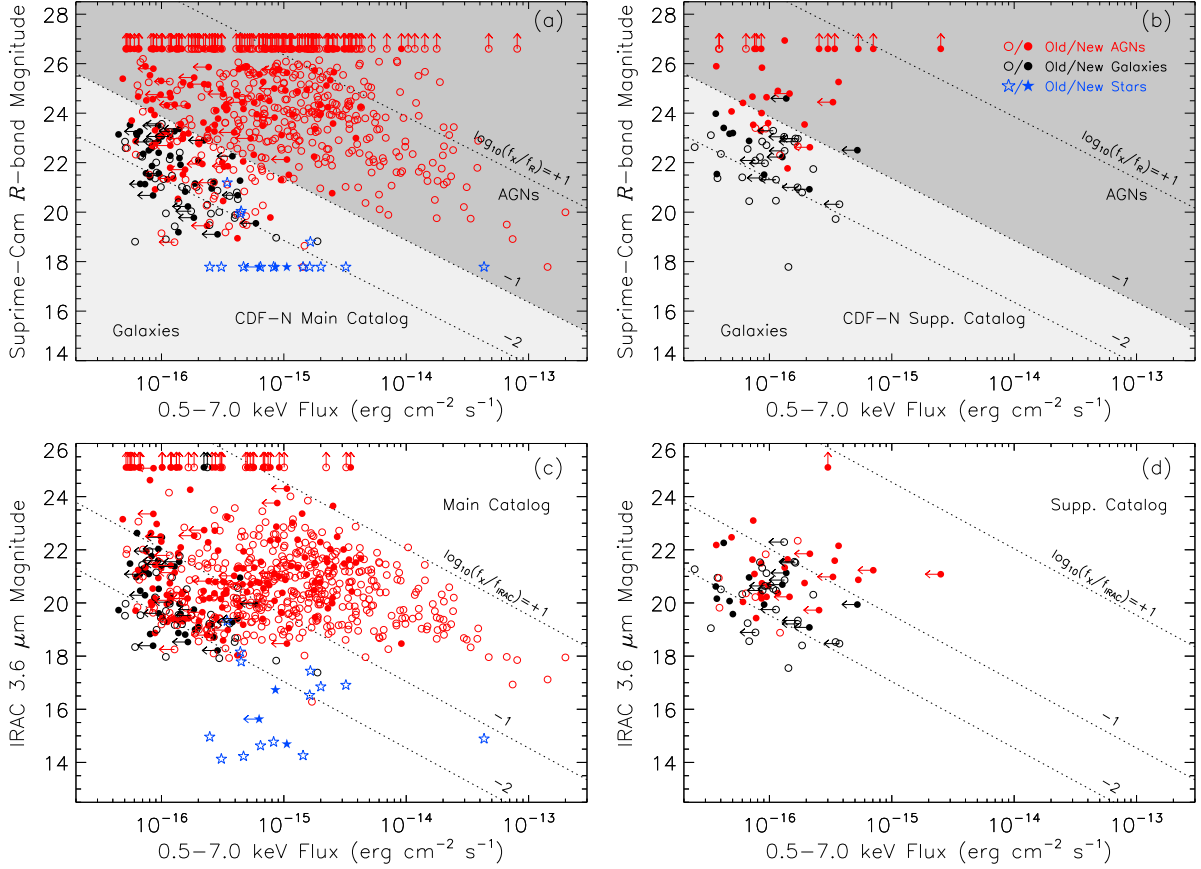 28
26
24
22
20
18
16
14
Suprime-Cam R-band Magnitude
(a)
log₁₀(fₓ/f_R)=+1
AGNs
-1
-2
CDF-N Main Catalog
Galaxies
10⁻¹⁶ 10⁻¹⁵ 10⁻¹⁴ 10⁻¹³
0.5-7.0 keV Flux (erg cm⁻² s⁻¹)
28
26
24
22
20
18
16
14
Suprime-Cam R-band Magnitude
(b)
/ Old/New AGNs
/ Old/New Galaxies
/ Old/New Stars
log₁₀(fₓ/f_R)=+1
AGNs
-1
-2
CDF-N Supp. Catalog
Galaxies
10⁻¹⁶ 10⁻¹⁵ 10⁻¹⁴ 10⁻¹³
0.5-7.0 keV Flux (erg cm⁻² s⁻¹)
26
24
22
20
18
16
14
IRAC 3.6 μm Magnitude
(c)
Main Catalog
log₁₀(fₓ/f_IRAC)=+1
-1
-2
10⁻¹⁶ 10⁻¹⁵ 10⁻¹⁴ 10⁻¹³
0.5-7.0 keV Flux (erg cm⁻² s⁻¹)
26
24
22
20
18
16
14
IRAC 3.6 μm Magnitude
(d)
Supp. Catalog
log₁₀(fₓ/f_IRAC)=+1
-1
-2
10⁻¹⁶ 10⁻¹⁵ 10⁻¹⁴ 10⁻¹³
0.5-7.0 keV Flux (erg cm⁻² s⁻¹)